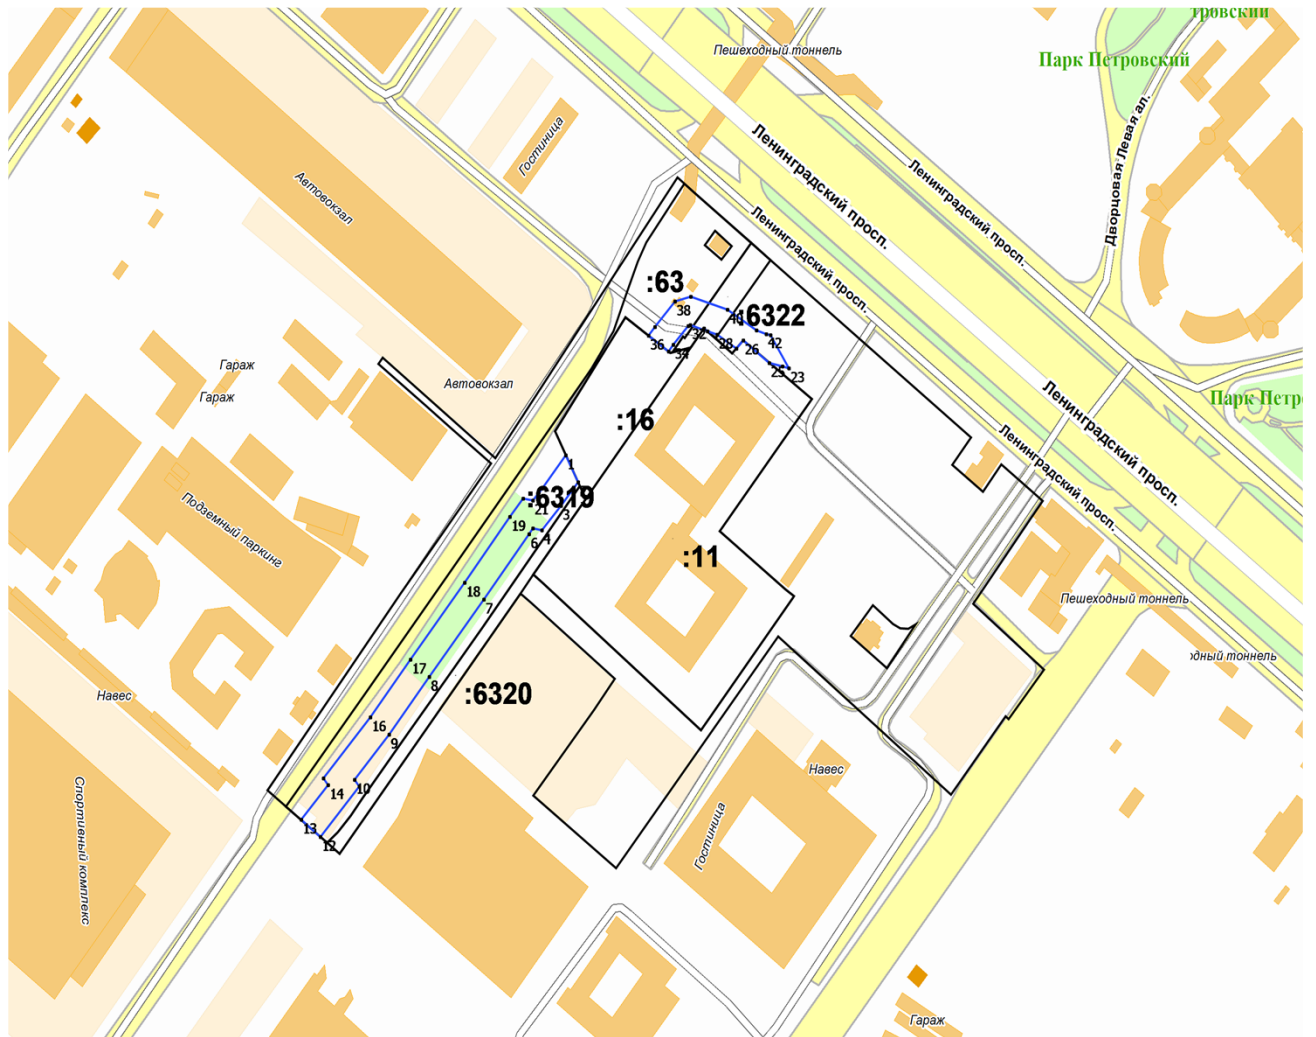 тровский
Пешеходный тоннель
Парк Петровский
Ленинградский просп.
Дворцовая Левая ал.
Гостиница
Автовокзал
Ленинградский просп.
Ленинградский просп.
:63
38
40
:6322
32
28
26
42
36
34
25
23
Гараж
Гараж
Автовокзал
Ленинградский просп.
Парк Петро
:16
Ленинградский просп.
1
:6319
21
3
19
6
4
Подземный паркинг
:11
18
7
Пешеходный тоннель
одный тоннель
17
8
:6320
Навес
16
9
Навес
14
10
13
12
Спортивный комплекс
Гостиница
Гараж